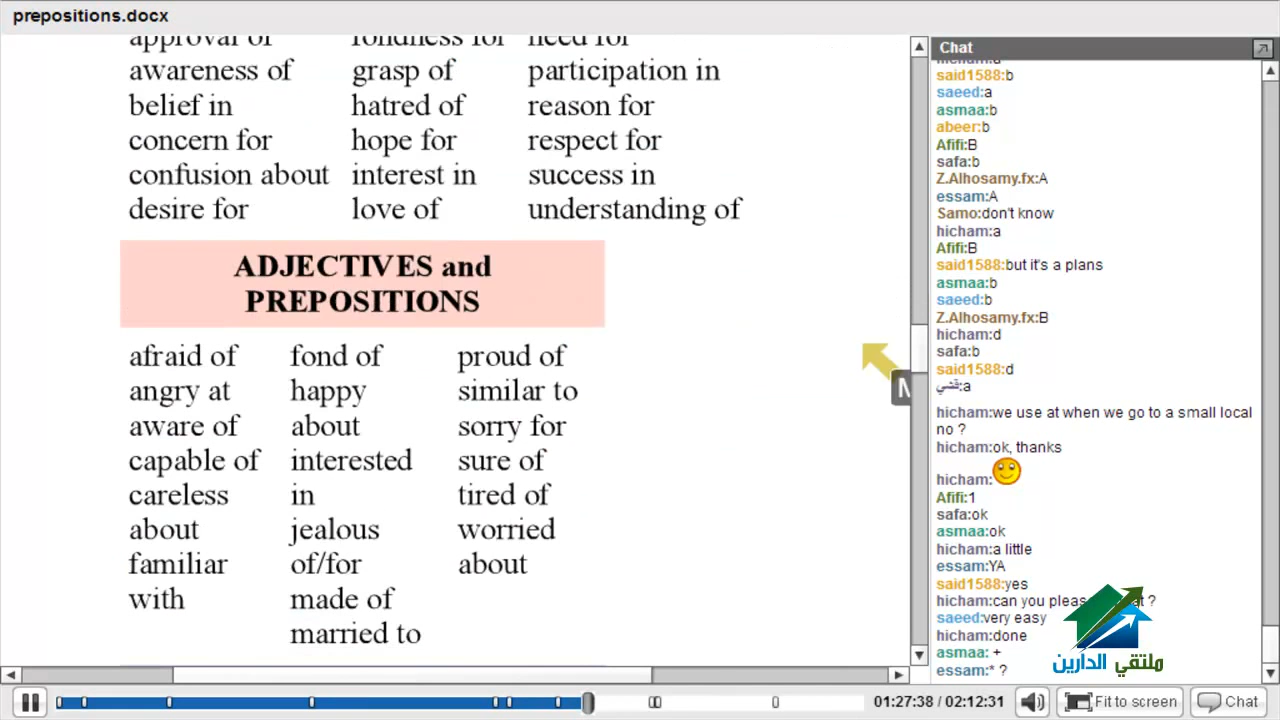 prepositions.docx
approval of fondness for need for
awareness of grasp of participation in
belief in hatred of reason for
concern for hope for respect for
confusion about interest in success in
desire for love of understanding of
ADJECTIVES and
PREPOSITIONS
afraid of fond of proud of
angry at happy similar to
aware of about sorry for
capable of interested sure of
careless in tired of
about jealous worried
familiar of/for about
with made of
married to
Chat
said1588:b
saeed:a
asmaa:b
abeer:b
Afifi:B
safa:b
Z.Alhosamy.fx:A
essam:A
Samo:don't know
hicham:a
Afifi:B
said1588:but it's a plans
asmaa:b
saeed:b
Z.Alhosamy.fx:B
hicham:d
safa:b
said1588:d
hicham:we use at when we go to a small local
no ?
hicham:ok, thanks
hicham:
Afifi:1
safa:ok
asmaa:ok
hicham:a little
essam:YA
said1588:yes
hicham:can you ?
saeed:very easy
hicham:done
asmaa: +
essam:* ?
ملتقي الدارين
01:27:38 / 02:12:31
Fit to screen
Chat